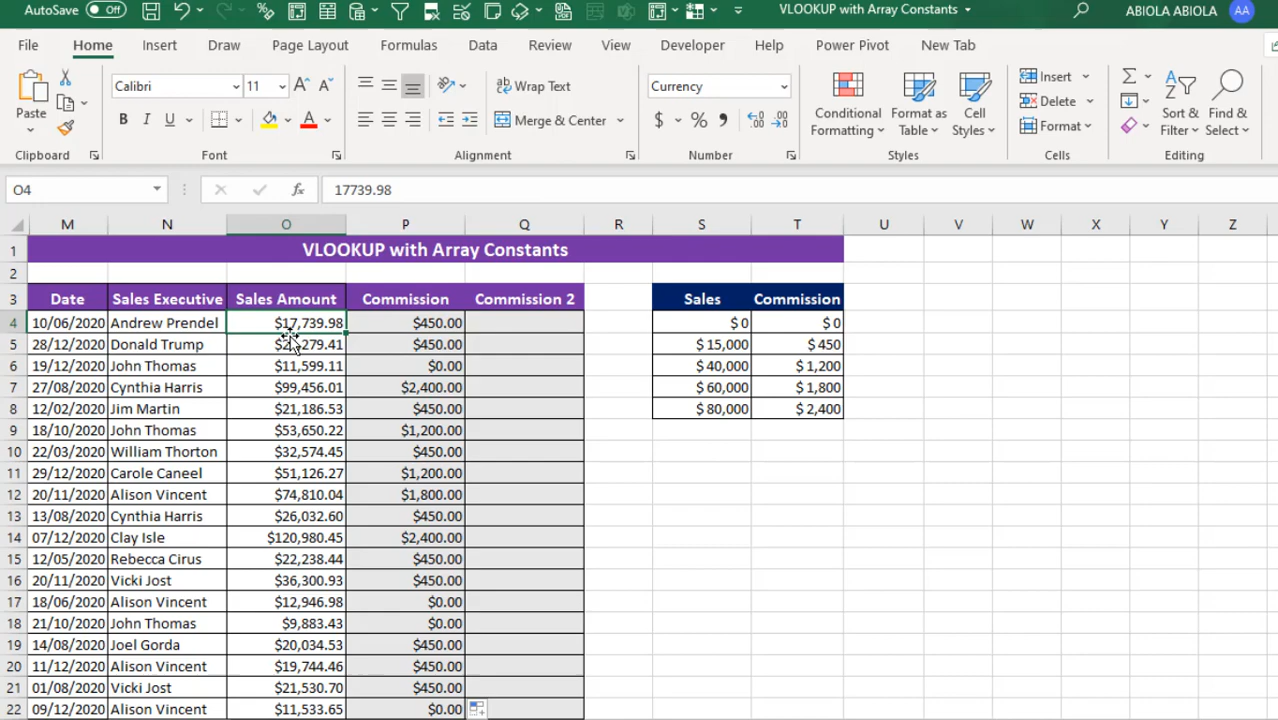 AutoSave Off VLOOKUP with Array Constants ABIOLA ABIOLA AA
File Home Insert Draw Page Layout Formulas Data Review View Developer Help Power Pivot New Tab
Paste Calibri 11 A A Wrap Text Currency Conditional Formatting Format as Table Cell Styles Insert Delete Format Sort & Filter Find & Select
B I U A Merge & Center $ % 9
Clipboard Font Alignment Number Styles Cells Editing
O4 fx 17739.98
M N O P Q R S T U V W X Y Z
1 VLOOKUP with Array Constants
2
3 Date Sales Executive Sales Amount Commission Commission 2 Sales Commission
4 10/06/2020 Andrew Prendel $17,739.98 $450.00 $ 0 $ 0
5 28/12/2020 Donald Trump 279.41 $450.00 $ 15,000 $ 450
6 19/12/2020 John Thomas $11,599.11 $0.00 $ 40,000 $ 1,200
7 27/08/2020 Cynthia Harris $99,456.01 $2,400.00 $ 60,000 $ 1,800
8 12/02/2020 Jim Martin $21,186.53 $450.00 $ 80,000 $ 2,400
9 18/10/2020 John Thomas $53,650.22 $1,200.00
10 22/03/2020 William Thorton $32,574.45 $450.00
11 29/12/2020 Carole Caneel $51,126.27 $1,200.00
12 20/11/2020 Alison Vincent $74,810.04 $1,800.00
13 13/08/2020 Cynthia Harris $26,032.60 $450.00
14 07/12/2020 Clay Isle $120,980.45 $2,400.00
15 12/05/2020 Rebecca Cirus $22,238.44 $450.00
16 20/11/2020 Vicki Jost $36,300.93 $450.00
17 18/06/2020 Alison Vincent $12,946.98 $0.00
18 21/10/2020 John Thomas $9,883.43 $0.00
19 14/08/2020 Joel Gorda $20,034.53 $450.00
20 11/12/2020 Alison Vincent $19,744.46 $450.00
21 01/08/2020 Vicki Jost $21,530.70 $450.00
22 09/12/2020 Alison Vincent $11,533.65 $0.00